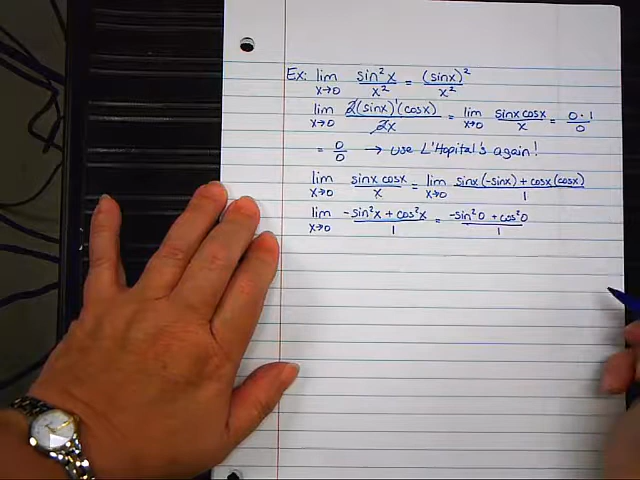 Ex: lim x→0 sin²x / x² = (sinx)² / x²
lim x→0 2(sinx)'(cosx) / 2x = lim x→0 sinx cosx / x = 0·1 / 0
= 0/0 → use L'Hopital's again!
lim x→0 sinx cosx / x = lim x→0 sinx(-sinx) + cosx(cosx) / 1
lim x→0 -sin²x + cos²x / 1 = -sin²0 + cos²0 / 1